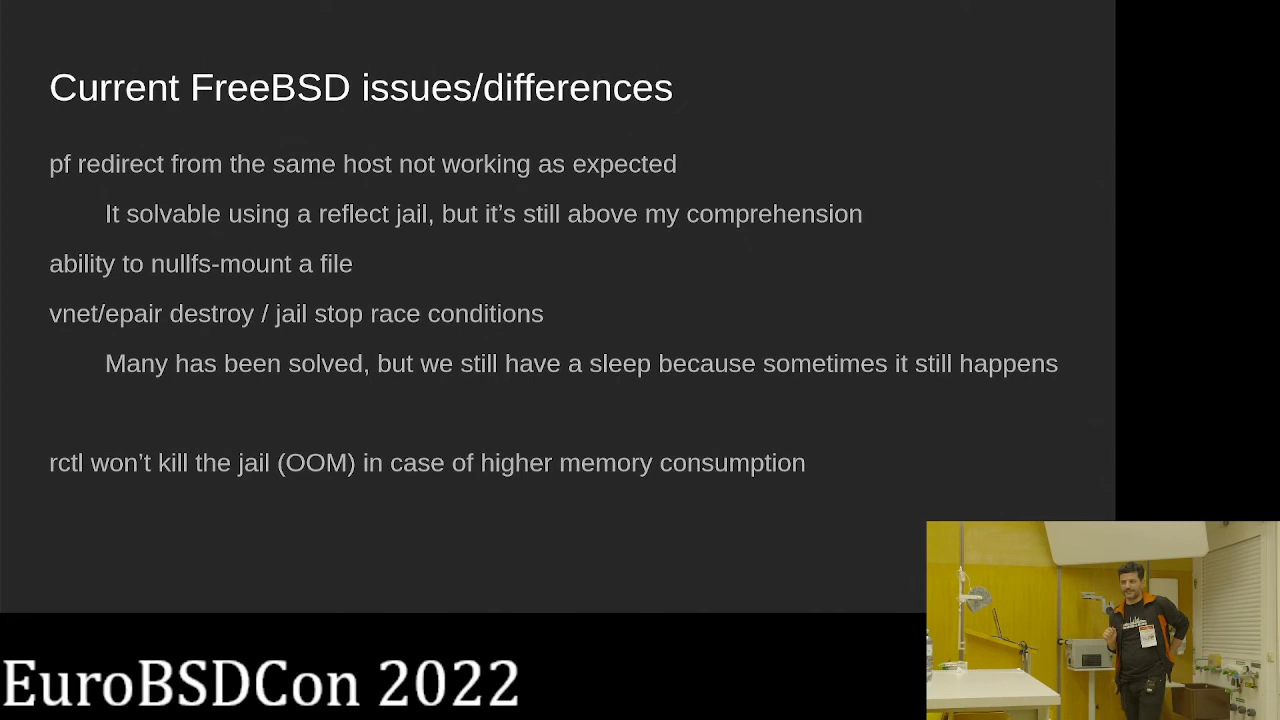 Current FreeBSD issues/differences
pf redirect from the same host not working as expected
It solvable using a reflect jail, but it’s still above my comprehension
ability to nullfs-mount a file
vnet/epair destroy / jail stop race conditions
Many has been solved, but we still have a sleep because sometimes it still happens
rctl won’t kill the jail (OOM) in case of higher memory consumption
EuroBSDCon 2022